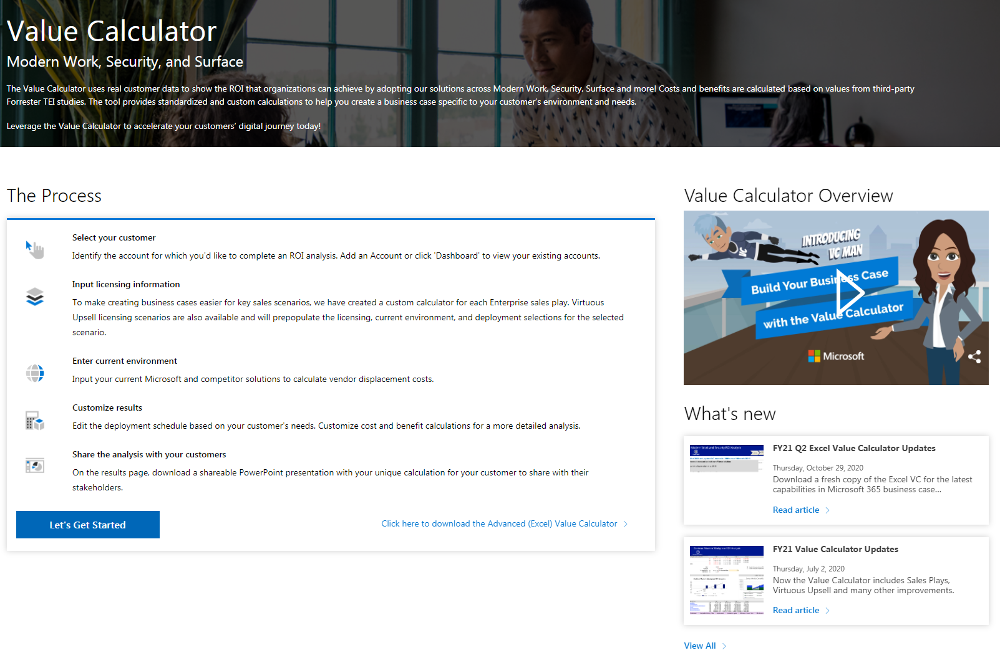 Value Calculator
Modern Work, Security, and Surface
The Value Calculator uses real customer data to show the ROI that organizations can achieve by adopting our solutions across Modern Work, Security, Surface and more! Costs and benefits are calculated based on values from third-party
Forrester TEI studies. The tool provides standardized and custom calculations to help you create a business case specific to your customer's environment and needs.
Leverage the Value Calculator to accelerate your customers' digital journey today!
The Process
Select your customer
Identify the account for which you'd like to complete an ROI analysis. Add an Account or click 'Dashboard' to view your existing accounts.
Input licensing information
To make creating business cases easier for key sales scenarios, we have created a custom calculator for each Enterprise sales play. Virtuous
Upsell licensing scenarios are also available and will prepopulate the licensing, current environment, and deployment selections for the selected
scenario.
Enter current environment
Input your current Microsoft and competitor solutions to calculate vendor displacement costs.
Customize results
Edit the deployment schedule based on your customer's needs. Customize cost and benefit calculations for a more detailed analysis.
Share the analysis with your customers
On the results page, download a shareable PowerPoint presentation with your unique calculation for your customer to share with their
stakeholders.
Let's Get Started
Click here to download the Advanced (Excel) Value Calculator
Value Calculator Overview
INTRODUCING
VC MAN
VC
Build Your Business Case
with the Value Calculator
Microsoft
What's new
FY21 Q2 Excel Value Calculator Updates
Thursday, October 29, 2020
Download a fresh copy of the Excel VC for the latest
capabilities in Microsoft 365 business case...
Read article
FY21 Value Calculator Updates
Thursday, July 2, 2020
Now the Value Calculator includes Sales Plays,
Virtuous Upsell and many other improvements.
Read article
View All